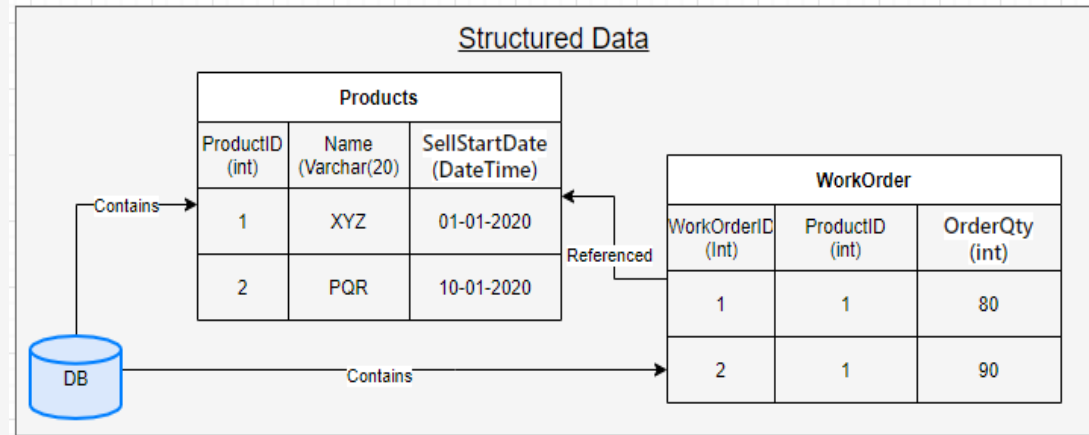 Structured Data
Products
ProductID
(int)
Name
(Varchar(20)
SellStartDate
(DateTime)
1 XYZ 01-01-2020
2 PQR 10-01-2020
Contains
Referenced
WorkOrder
WorkOrderID
(Int)
ProductID
(int)
OrderQty
(int)
1 1 80
2 1 90
DB
Contains